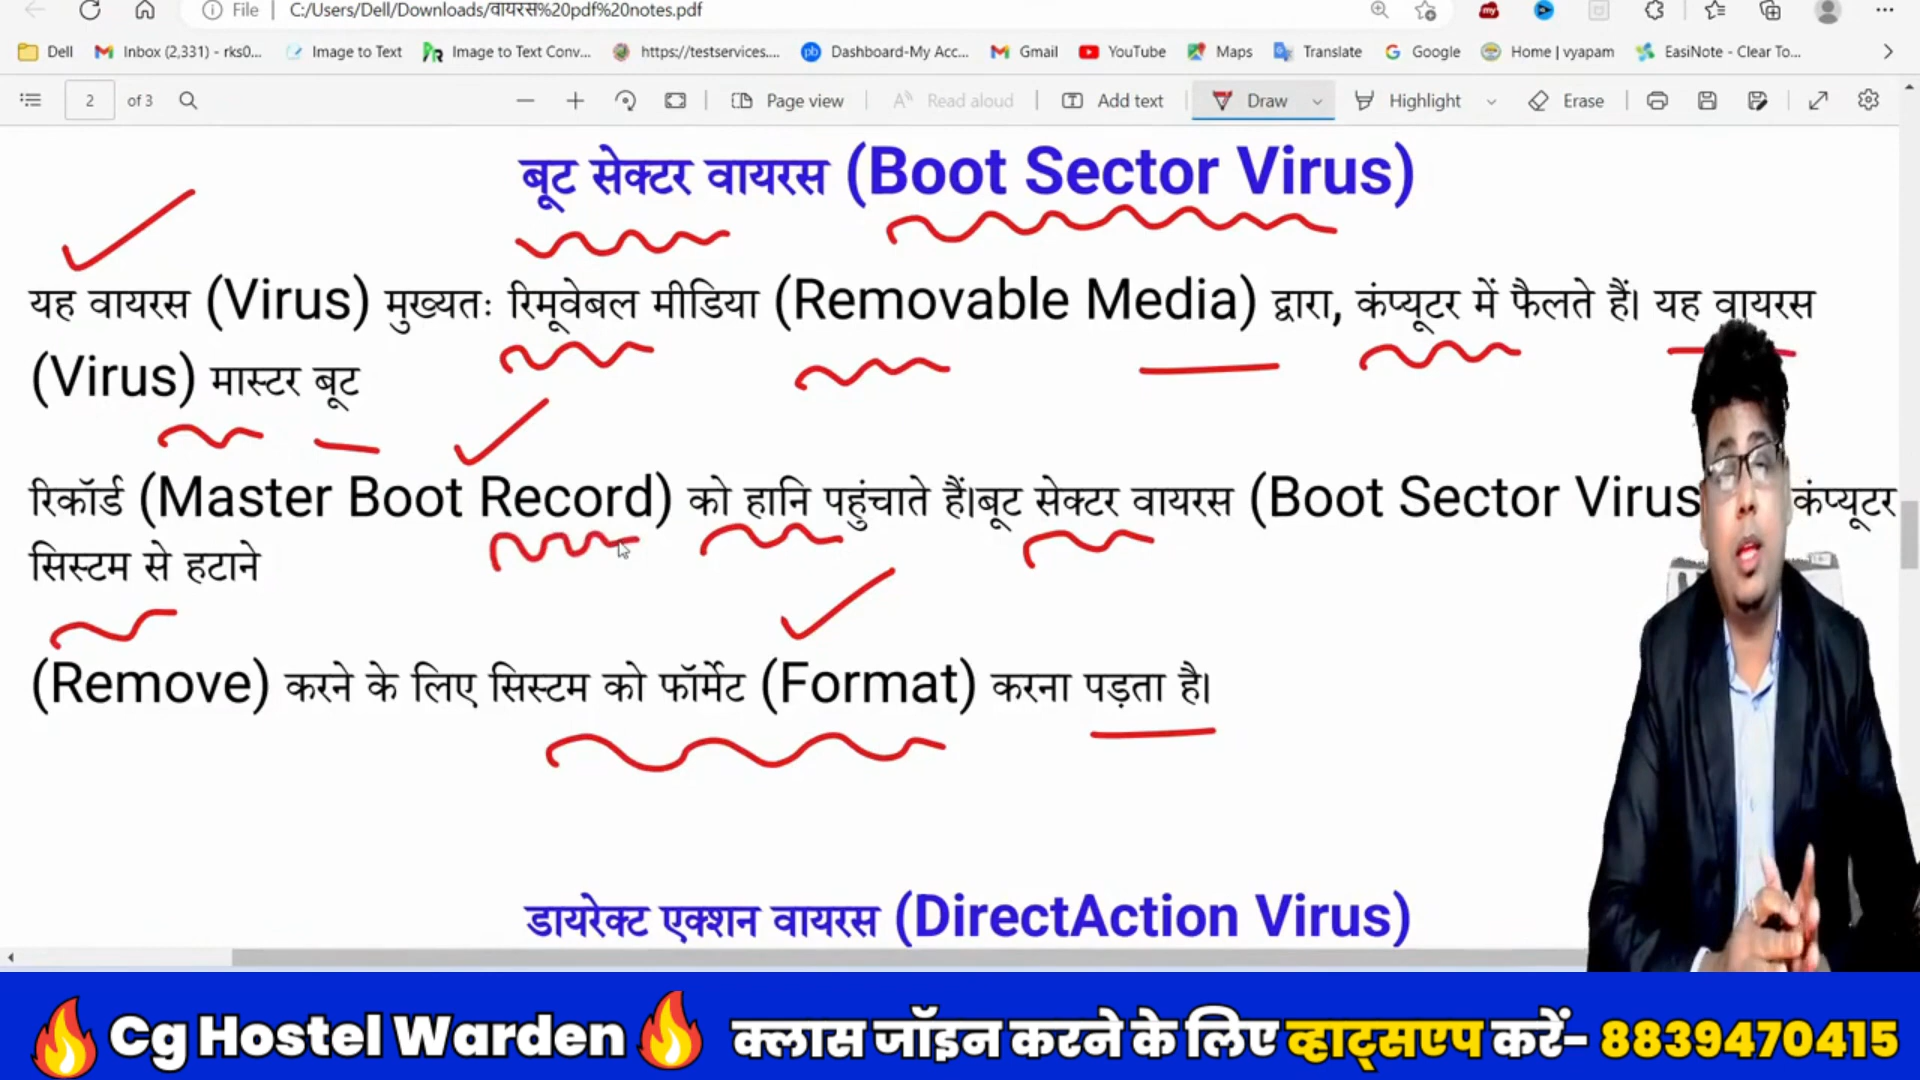 File C:/Users/Dell/Downloads/वायरस%20pdf%20notes.pdf
Dell Inbox (2,331) - rks0... Image to Text Image to Text Conv... https://testservices.... Dashboard-My Acc... Gmail YouTube Maps Translate Google Home | vyapam EasiNote - Clear To...
2 of 3 Page view Read aloud Add text Draw Highlight Erase
बूट सेक्टर वायरस (Boot Sector Virus)
यह वायरस (Virus) मुख्यतः रिमूवेबल मीडिया (Removable Media) द्वारा, कंप्यूटर में फैलते हैं। यह वायरस
(Virus) मास्टर बूट
रिकॉर्ड (Master Boot Record) को हानि पहुंचाते हैं।बूट सेक्टर वायरस (Boot Sector Virus कंप्यूटर
सिस्टम से हटाने
(Remove) करने के लिए सिस्टम को फॉर्मेट (Format) करना पड़ता है।
डायरेक्ट एक्शन वायरस (DirectAction Virus)
Cg Hostel Warden क्लास जॉइन करने के लिए व्हाट्सएप करें- 8839470415